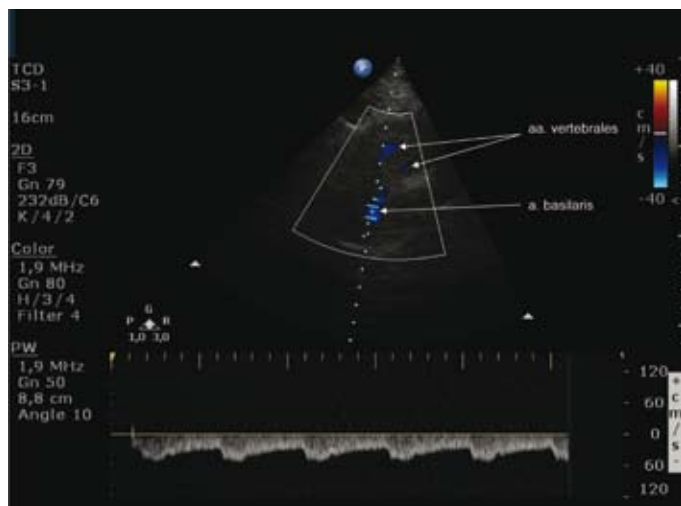 TCD
S3-1
16cm
2D
F3
Gn 79
232dB/C6
K/4/2
Color
1,9 MHz
Gn 80
H/3/4
Filter 4
PW
1,9 MHz
Gn 50
8,8 cm
Angle 10
P
G
R
1,0 3,0
aa. vertebrales
a. basilaris
+40
c
m
/
s
-40
120
60
0
60
120
+
c
m
/
s
-